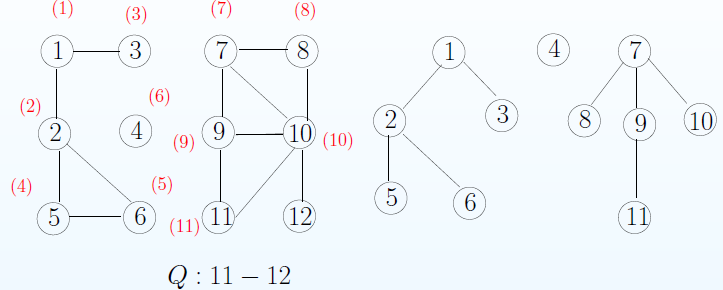 (1) (3) (7) (8)
1 3 7 8 1 4 7
(2) (6)
2 4 9 10 2 3 8 9 10
(9) (10)
(4) (5)
5 6 11 12 5 6 11
(11)
Q : 11 − 12